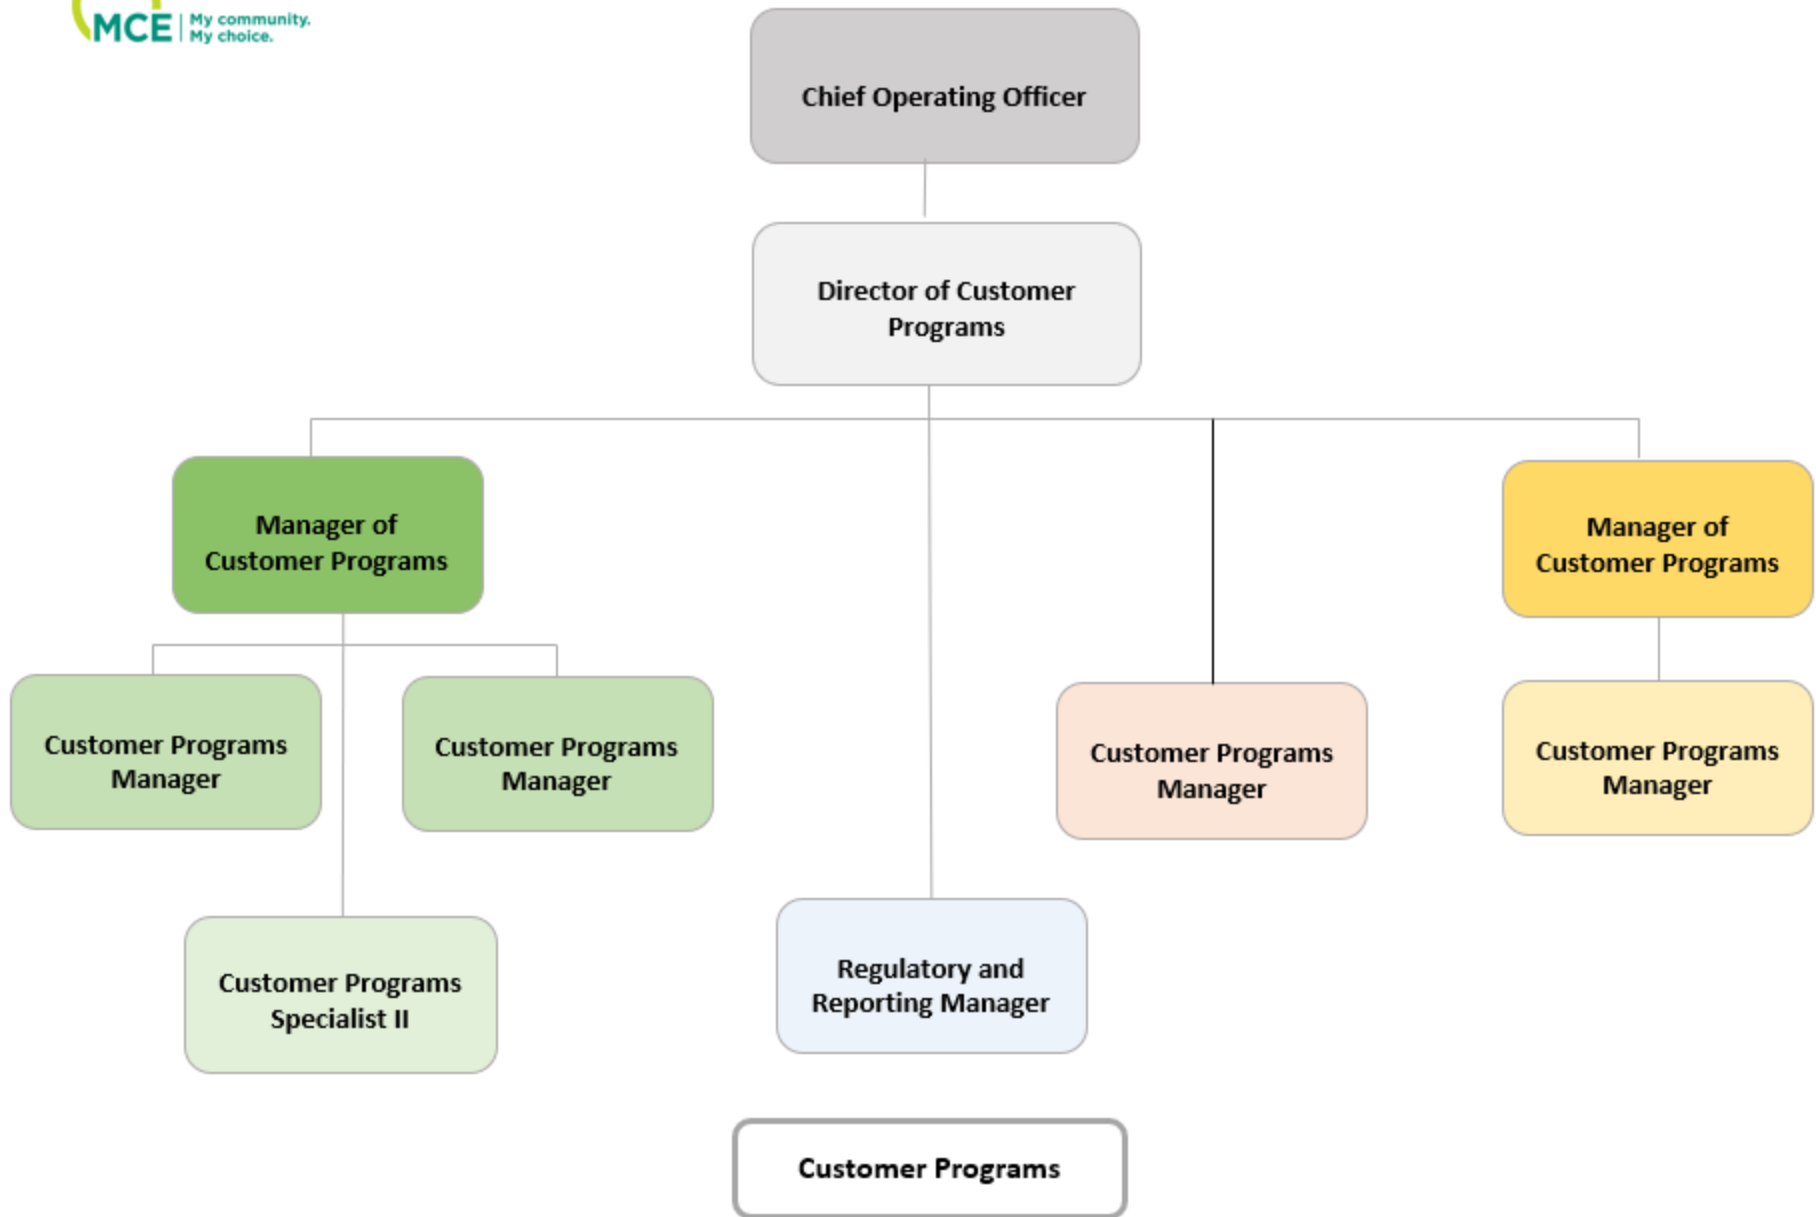 MCE
My community.
My choice.
Chief Operating Officer
Director of Customer
Programs
Manager of
Customer Programs
Manager of
Customer Programs
Customer Programs
Manager
Customer Programs
Manager
Customer Programs
Manager
Customer Programs
Manager
Customer Programs
Specialist II
Regulatory and
Reporting Manager
Customer Programs